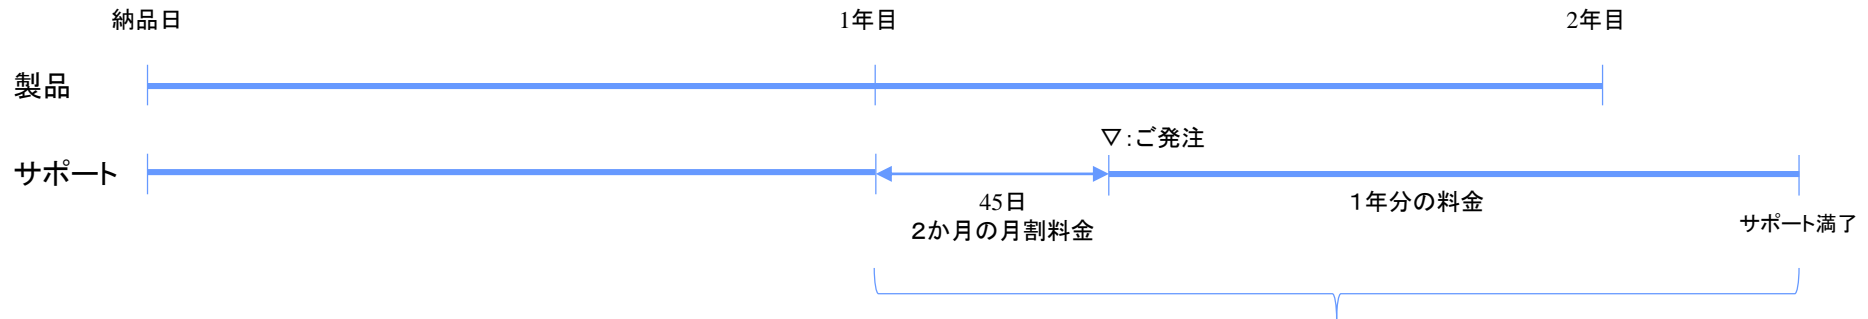 納品日
1年目
2年目
製品
▽:ご発注
サポート
45日
2か月の月割料金
1年分の料金
サポート満了